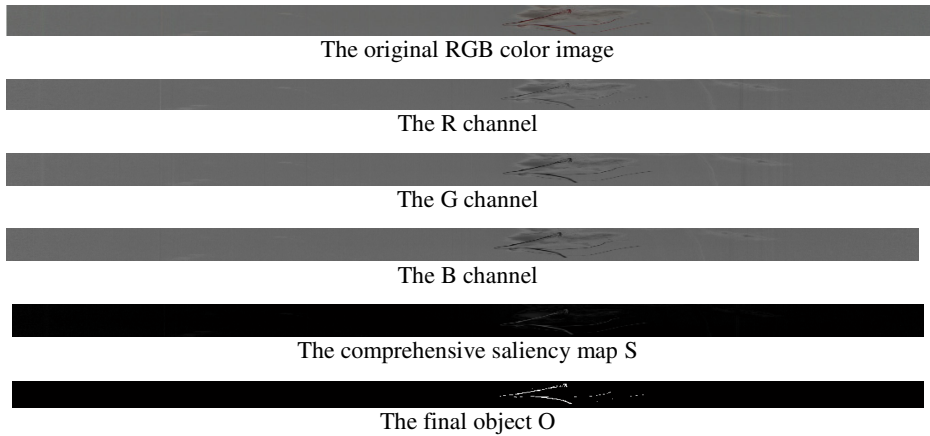 The original RGB color image
The R channel
The G channel
The B channel
The comprehensive saliency map S
The final object O